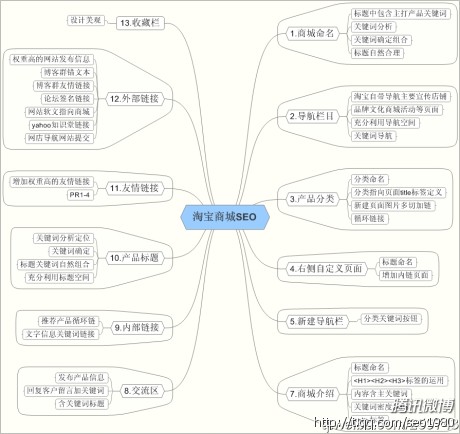 淘宝商城SEO
1.商城命名
标题中包含主打产品关键词
关键词分析
关键词确定组合
标题自然合理
2.导航栏目
淘宝自带导航主要宣传店铺
品牌文化商城活动等页面
充分利用导航空间
关键词导航
3.产品分类
分类命名
分类指向页面title标签定义
新建页面图片多切加链
循环链接
4.右侧自定义页面
标题命名
增加内链页面
5.新建导航栏
分类关键词按钮
7.商城介绍
标题命名
<H1><H2><H3>标签的运用
内容含主关键词
关键词密度
8.交流区
发布产品信息
回复客户留言加关键词
含关键词标题
9.内部链接
推荐产品循环链
文字信息关键词链接
10.产品标题
关键词分析定位
关键词确定
标题关键词自然组合
充分利用标题空间
11.友情链接
增加权重高的友情链接
PR1-4
12.外部链接
权重高的网站发布信息
博客群锚文本
博客群友情链接
论坛签名链接
网站软文指向商城
yahoo知识堂链接
网店导航网站提交
13.收藏栏
设计美观
腾讯微博